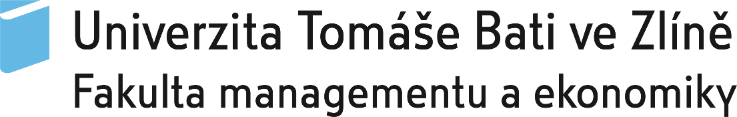 Univerzita Tomáše Bati ve Zlíně
Fakulta managementu a ekonomiky